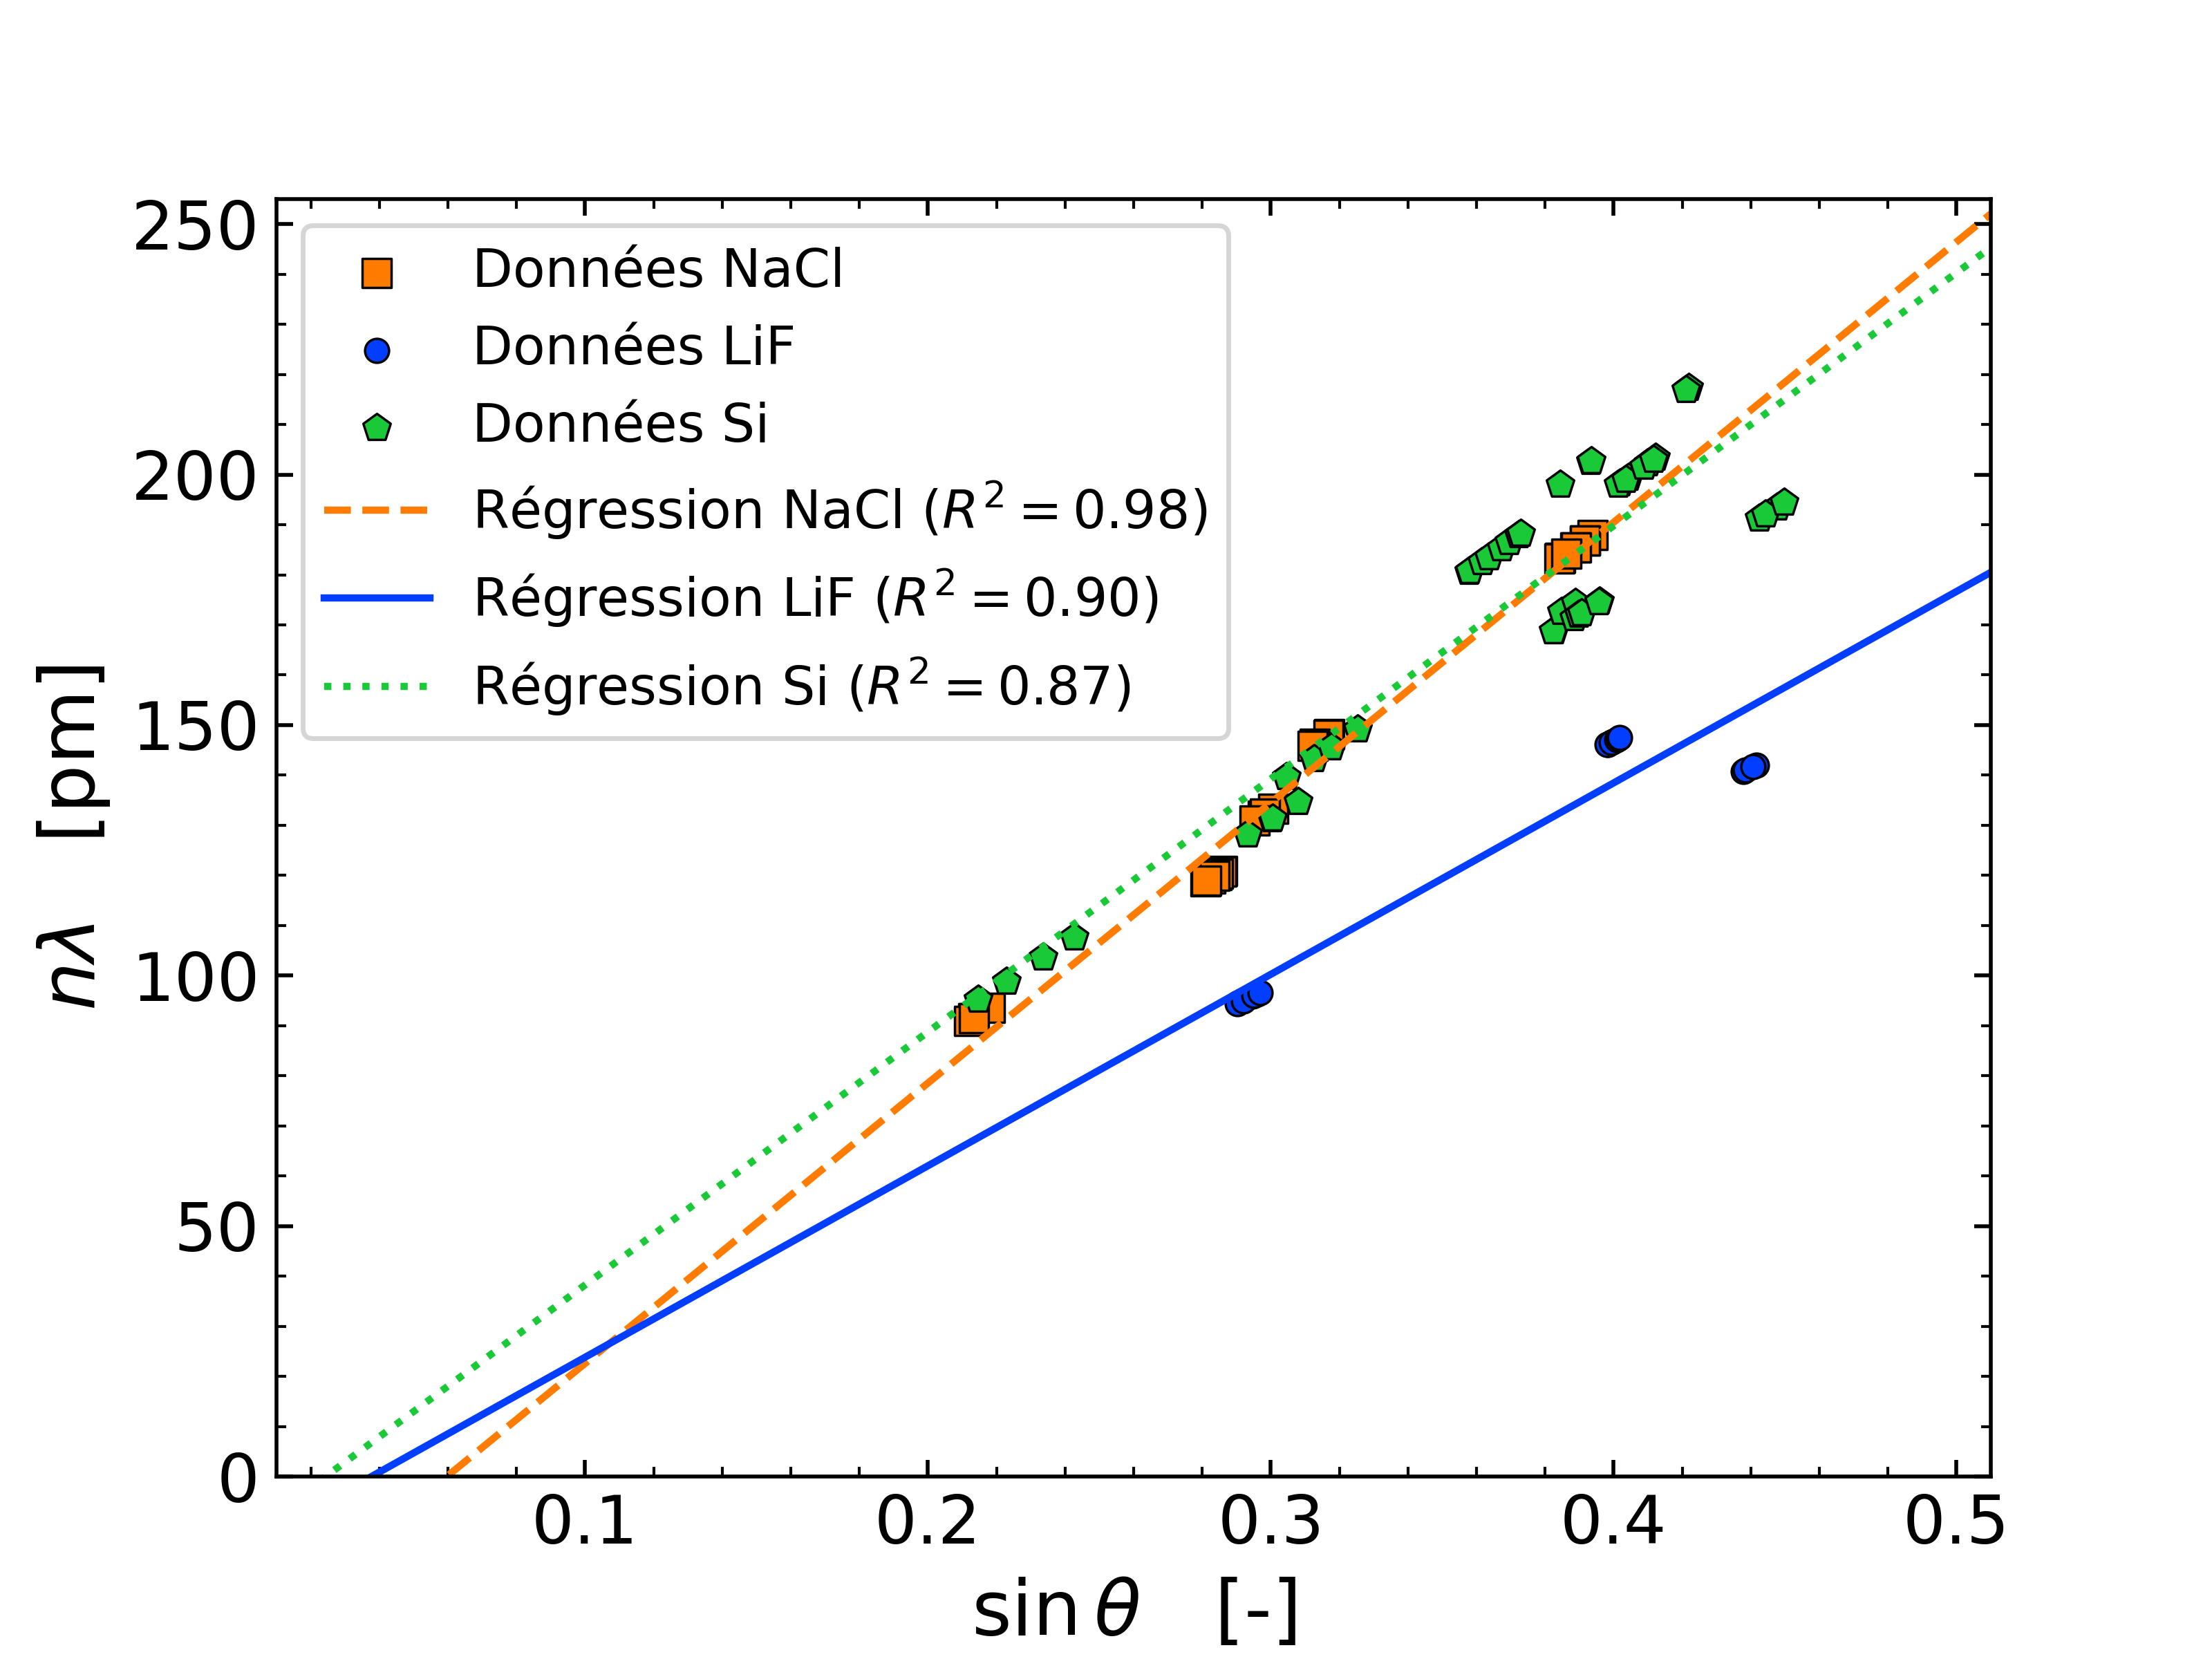 250
200
150
100
50
0
nλ [pm]
Données NaCl
Données LiF
Données Si
Régression NaCl (R² = 0.98)
Régression LiF (R² = 0.90)
Régression Si (R² = 0.87)
0.1 0.2 0.3 0.4 0.5
sin θ [-]